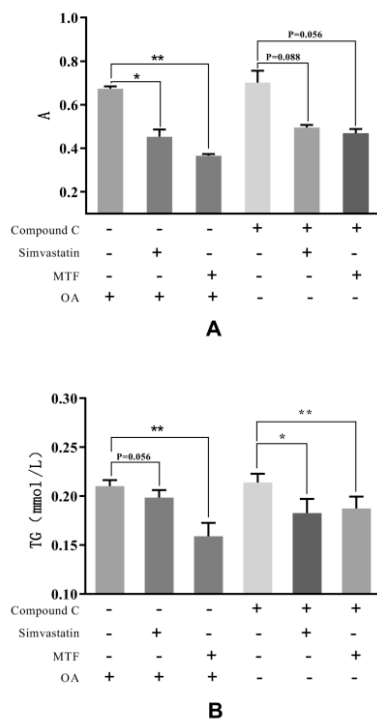 P=0.056
** P=0.088
*
1.0
0.8
0.6
0.4
0.2
A
Compound C - - - + + +
Simvastatin - + - - + -
MTF - - + - - +
OA + + + - - -
A
** **
P=0.056 *
0.30
0.25
0.20
0.15
0.10
TG (mmol/L)
Compound C - - - + + +
Simvastatin - + - - + -
MTF - - + - - +
OA + + + - - -
B